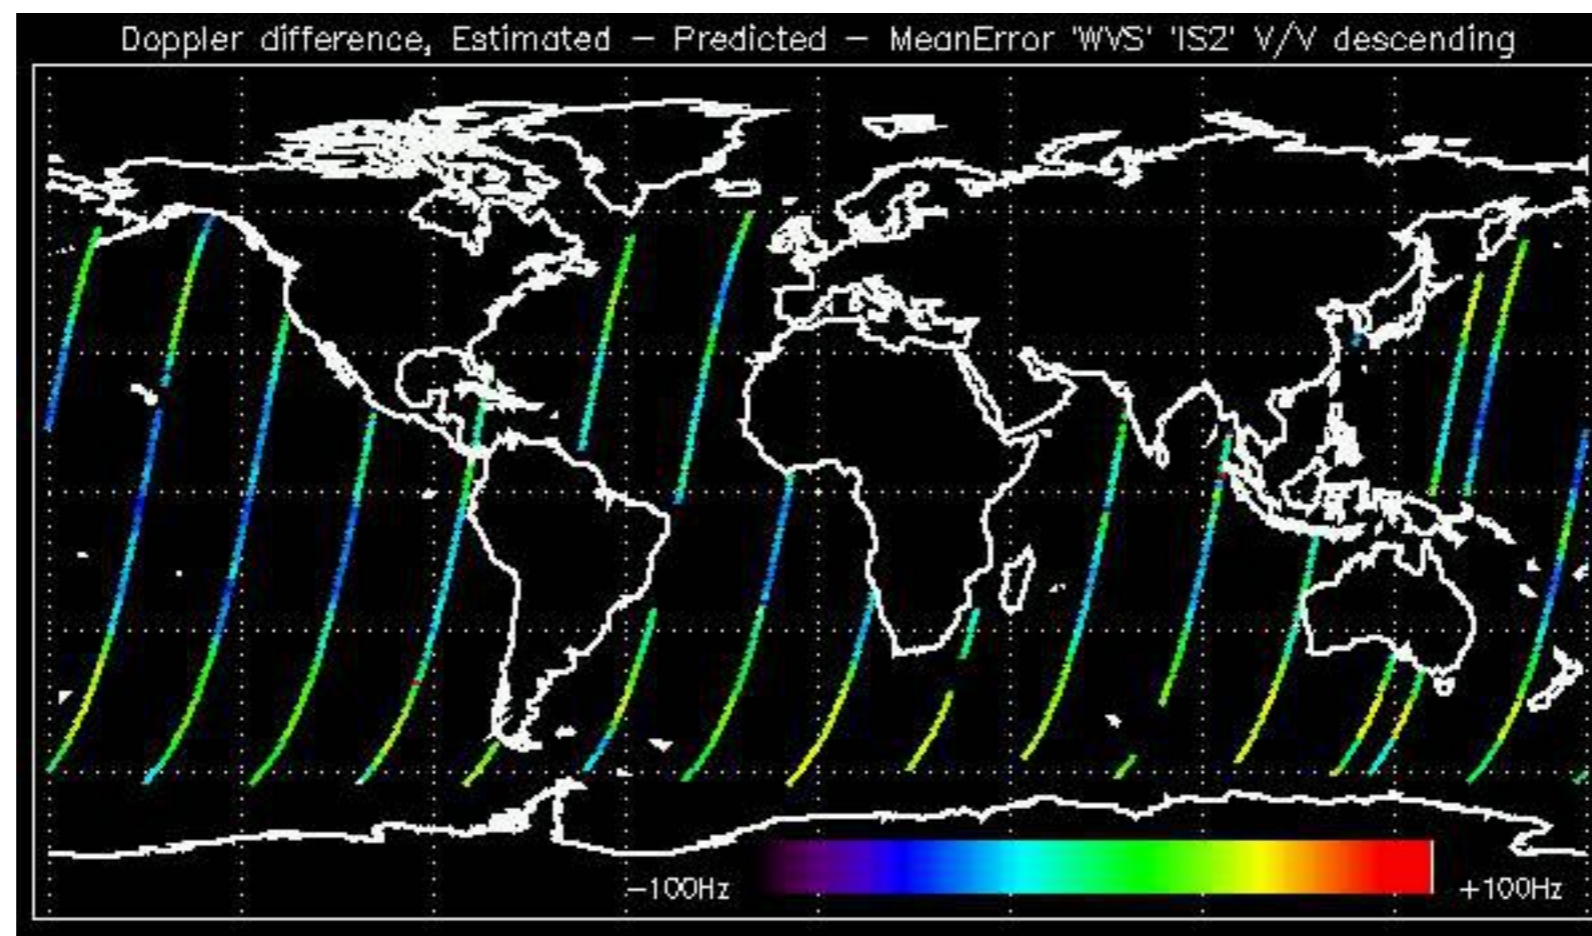 Doppler difference, Estimated – Predicted – MeanError 'WVS' 'IS2' V/V descending
–100Hz
+100Hz